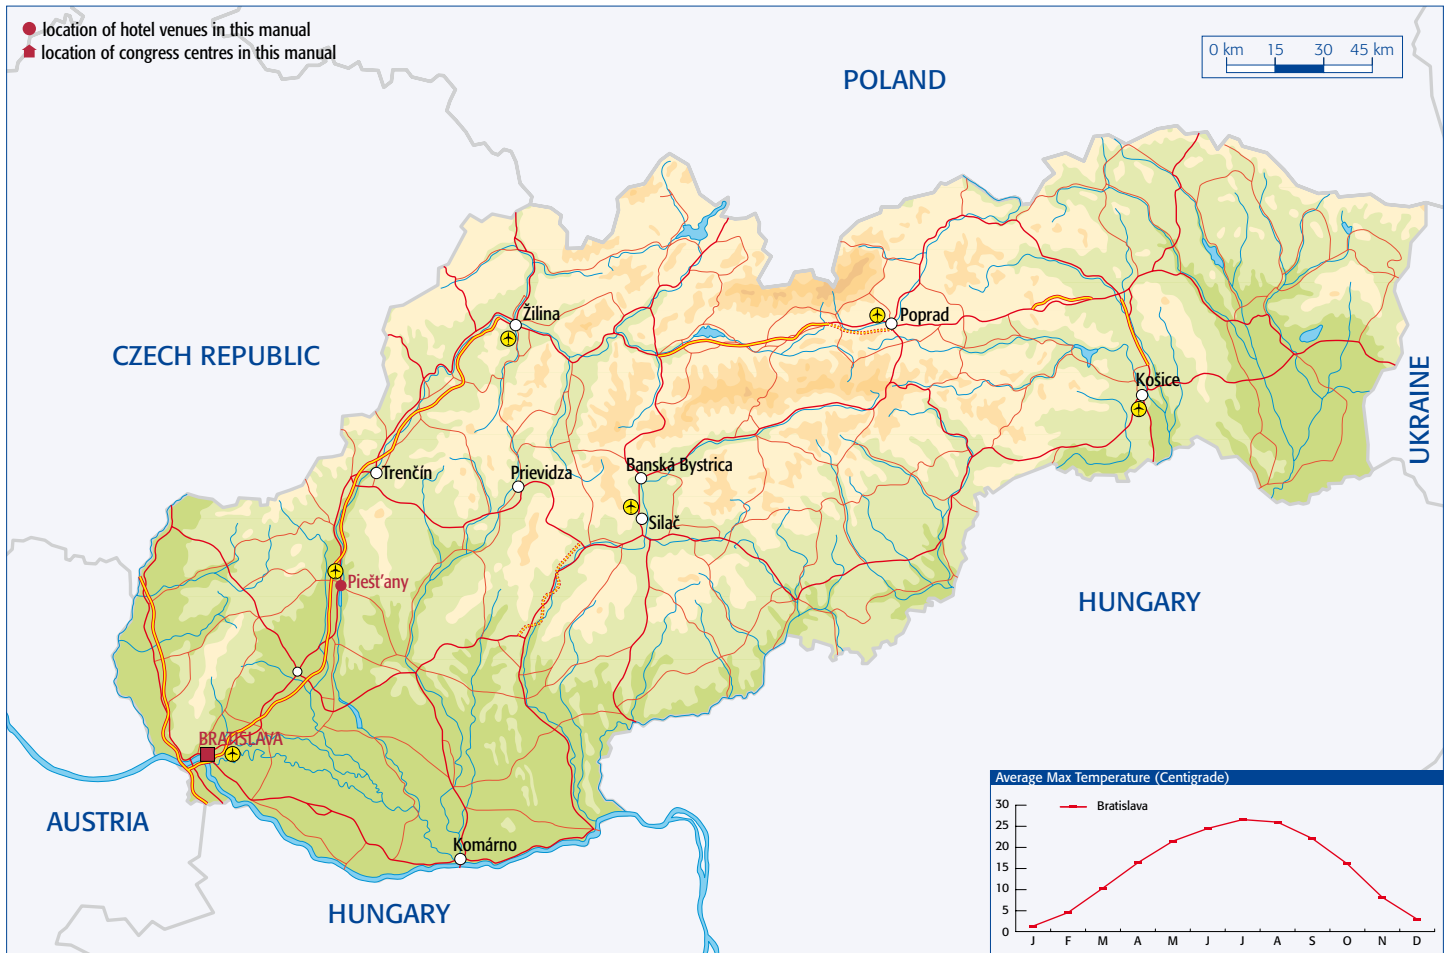 location of hotel venues in this manual
location of congress centres in this manual
0 km 15 30 45 km
POLAND
CZECH REPUBLIC
Žilina
Poprad
Košice
UKRAINE
Trenčín
Prievidza
Banská Bystrica
Silač
Piešt'any
HUNGARY
BRATISLAVA
AUSTRIA
Komárno
HUNGARY
Average Max Temperature (Centigrade)
Bratislava
30
25
20
15
10
5
0
J F M A M J J A S O N D